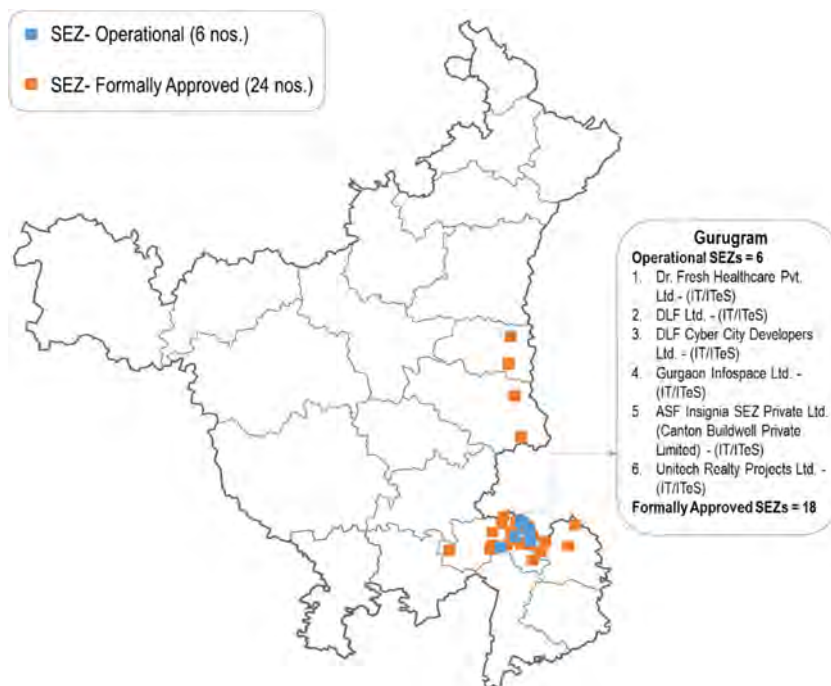 SEZ- Operational (6 nos.)
SEZ- Formally Approved (24 nos.)
Gurugram
Operational SEZs = 6
1. Dr. Fresh Healthcare Pvt.
Ltd - (IT/ITeS)
2. DLF Ltd. - (IT/ITeS)
3. DLF Cyber City Developers
Ltd. - (IT/ITeS)
4. Gurgaon Infospace Ltd. -
(IT/ITeS)
5. ASF Insignia SEZ Private Ltd.
(Canton Buildwell Private
Limited) - (IT/ITeS)
6. Unitech Realty Projects Ltd. -
(IT/ITeS)
Formally Approved SEZs = 18